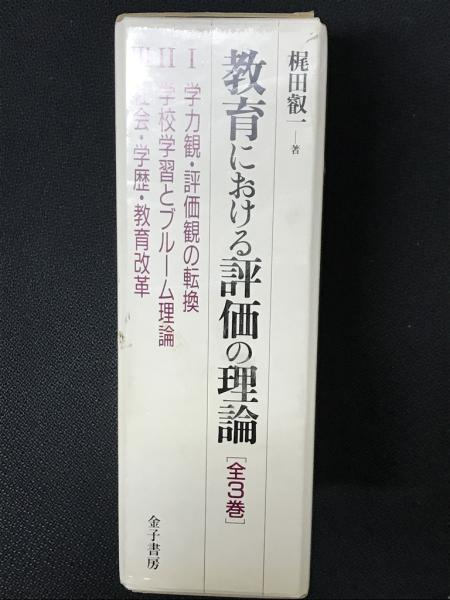 梶田叡一──著
教育における評価の理論[全3巻]
I 学力観・評価観の転換
II 学校学習とブルーム理論
III 社会・学歴・教育改革
金子書房